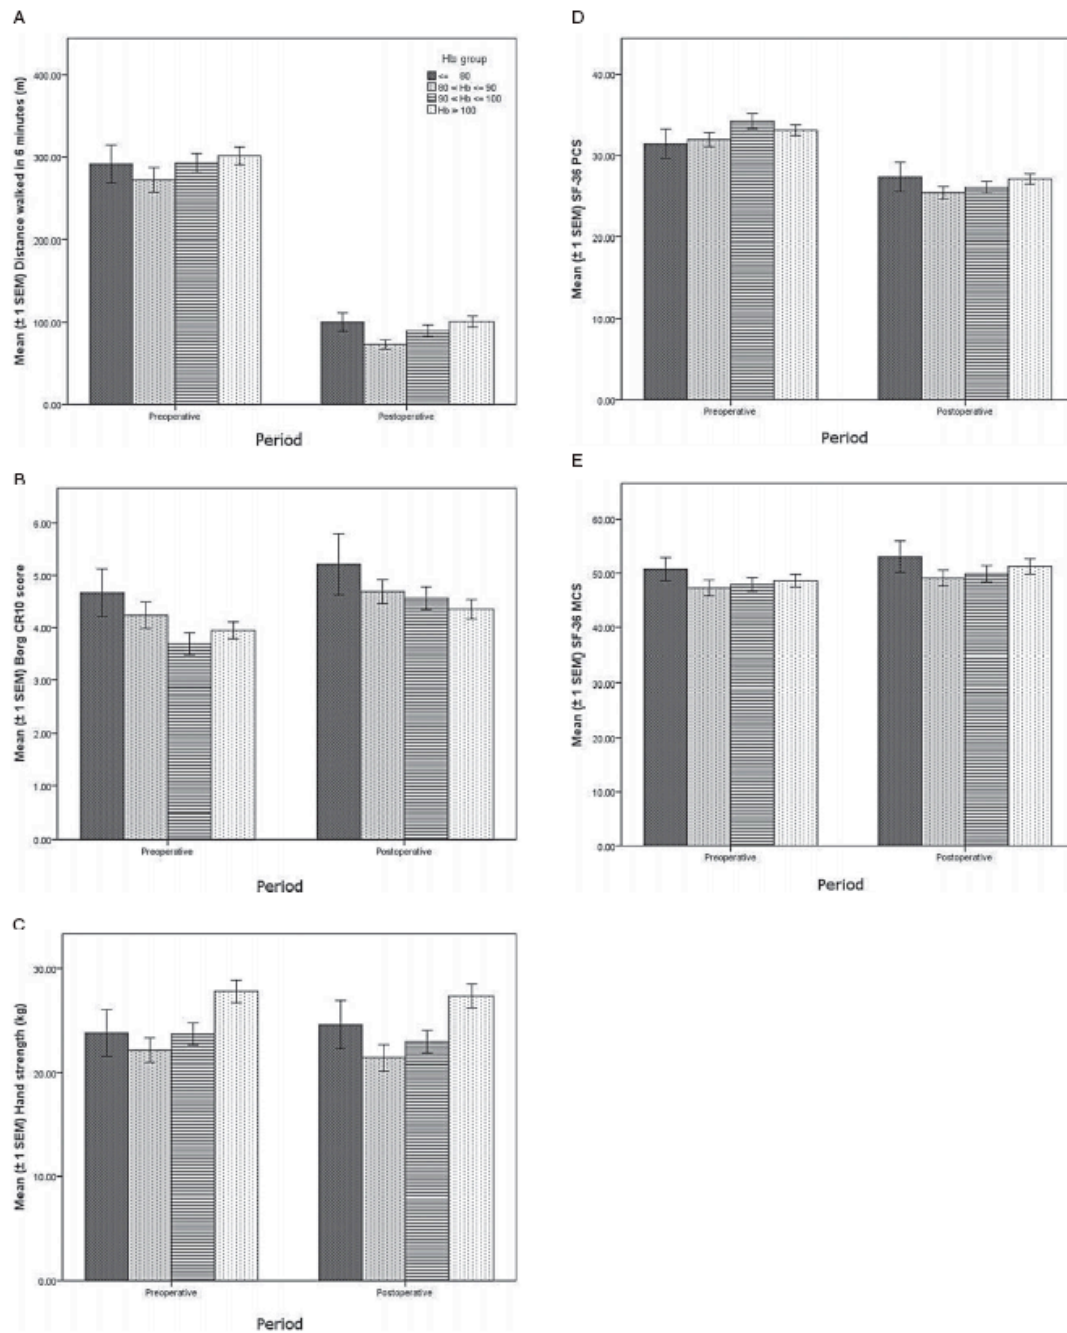 A
Mean (± 1 SEM) Distance walked in 6 minutes (m)
400.00
300.00
200.00
100.00
0.00
Hb group
<= 80
80 < Hb <= 90
90 < Hb <= 100
Hb > 100
Preoperative
Postoperative
Period
B
Mean (± 1 SEM) Borg CR10 score
6.00
5.00
4.00
3.00
2.00
1.00
0.00
Preoperative
Postoperative
Period
C
Mean (± 1 SEM) Hand strength (kg)
30.00
20.00
10.00
0.00
Preoperative
Postoperative
Period
D
Mean (± 1 SEM) SF-36 PCS
40.00
30.00
20.00
10.00
0.00
Preoperative
Postoperative
Period
E
Mean (± 1 SEM) SF-36 MCS
60.00
50.00
40.00
30.00
20.00
10.00
0.00
Preoperative
Postoperative
Period